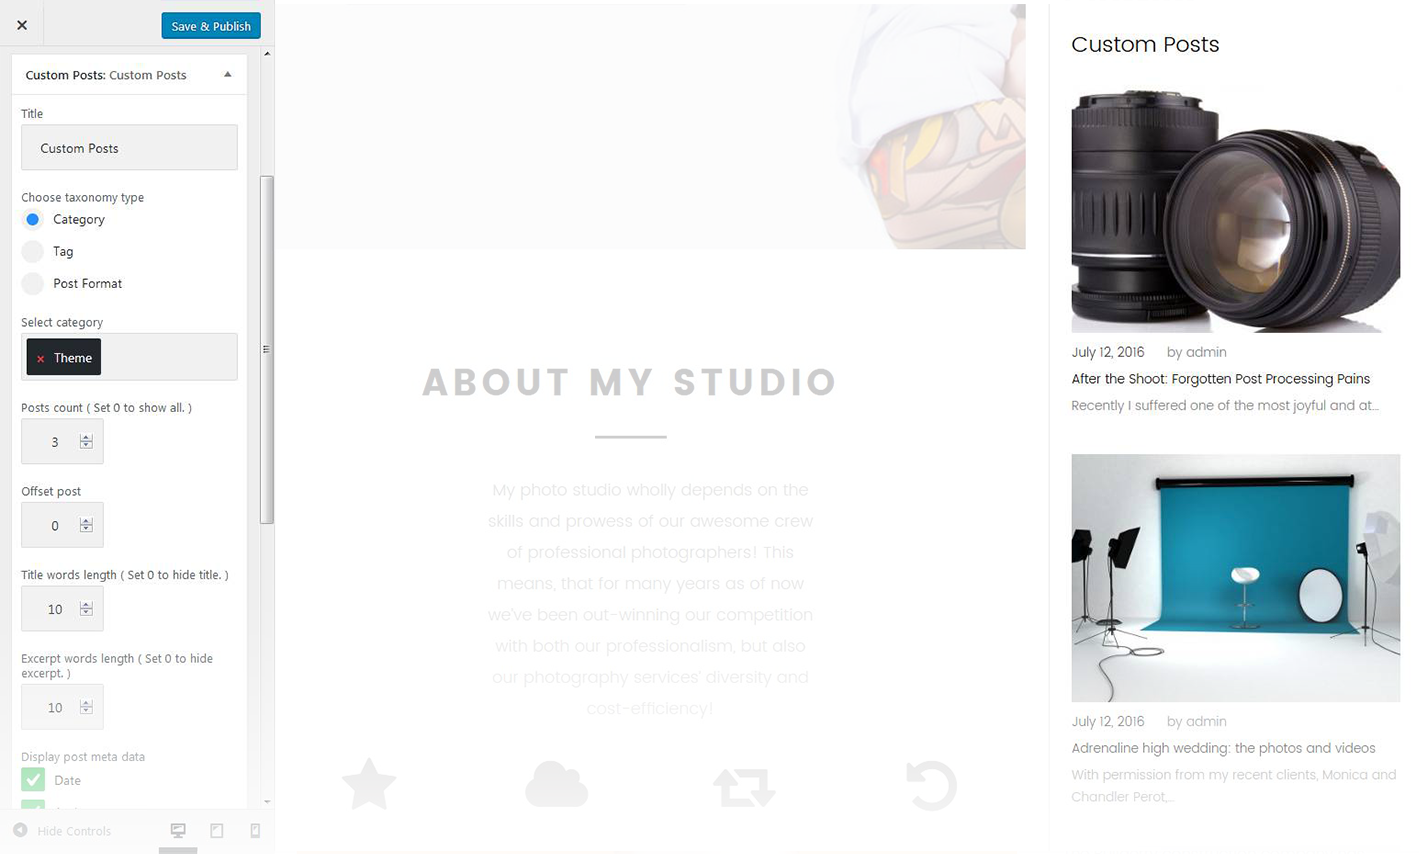 ×
Save & Publish
Custom Posts: Custom Posts
Title
Custom Posts
Choose taxonomy type
Category
Tag
Post Format
Select category
× Theme
Posts count ( Set 0 to show all. )
3
Offset post
0
Title words length ( Set 0 to hide title. )
10
Excerpt words length ( Set 0 to hide
excerpt. )
10
Display post meta data
Date
Hide Controls
ABOUT MY STUDIO
My photo studio wholly depends on the
skills and prowess of our awesome crew
of professional photographers! This
means, that for many years as of now
we've been out-winning our competition
with both our professionalism, but also
our photography services' diversity and
cost-efficiency!
Custom Posts
July 12, 2016 by admin
After the Shoot: Forgotten Post Processing Pains
Recently I suffered one of the most joyful and at...
July 12, 2016 by admin
Adrenaline high wedding: the photos and videos
With permission from my recent clients, Monica and
Chandler Perot,...